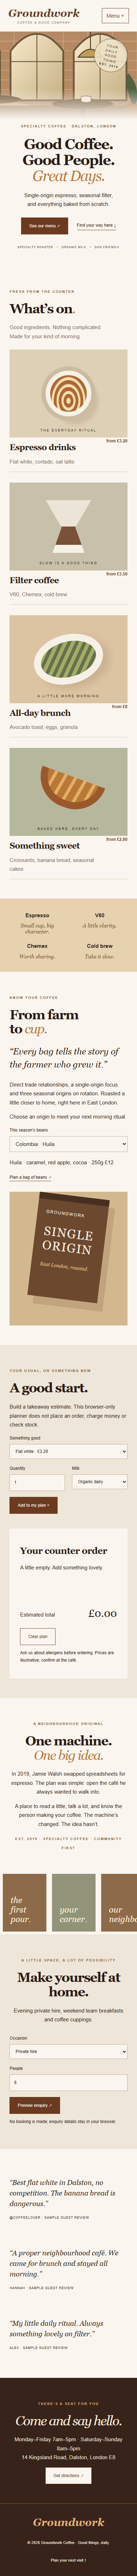 Groundwork
COFFEE & GOOD COMPANY
Menu +
YOUR
DAILY
GOOD
THING
EST. 2019
SPECIALTY COFFEE · DALSTON, LONDON
Good Coffee.
Good People.
Great Days.
Single-origin espresso, seasonal filter,
and everything baked from scratch.
See our menu ↗
Find your way here ↓
SPECIALTY ROASTER
ORGANIC MILK
DOG FRIENDLY
FRESH FROM THE COUNTER
What's on.
Good ingredients. Nothing complicated.
Made for your kind of morning.
THE EVERYDAY RITUAL
from £3.20
Espresso drinks
Flat white, cortado, oat latte
SLOW IS A GOOD THING
from £3.50
Filter coffee
V60, Chemex, cold brew
A LITTLE MORE MORNING
from £8
All-day brunch
Avocado toast, eggs, granola
BAKED HERE. EVERY DAY
from £2.80
Something sweet
Croissants, banana bread, seasonal
cakes
Espresso
Small cup, big
character.
V60
A little clarity.
Chemex
Worth sharing.
Cold brew
Take it slow.
KNOW YOUR COFFEE
From farm
to cup.
“Every bag tells the story of
the farmer who grew it.”
Direct trade relationships, a single-origin focus
and three seasonal origins on rotation. Roasted a
little closer to home, right here in East London.
Choose an origin to meet your next morning ritual.
This season's beans
Colombia · Huila
Huila · caramel, red apple, cocoa · 250g £12
Plan a bag of beans ↗
GROUNDWORK
SINGLE
ORIGIN
East London, roasted.
YOUR USUAL, OR SOMETHING NEW
A good start.
Build a takeaway estimate. This browser-only
planner does not place an order, charge money or
check stock.
Something good
Flat white · £3.20
Quantity
Milk
1
Organic dairy
Add to my plan +
Your counter order
A little empty. Add something lovely.
Estimated total
£0.00
Clear plan
Ask us about allergens before ordering. Prices are
illustrative; confirm at the café.
A NEIGHBOURHOOD ORIGINAL
One machine.
One big idea.
In 2019, Jamie Walsh swapped spreadsheets for
espresso. The plan was simple: open the café he
always wanted to walk into.
A place to read a little, talk a lot, and know the
person making your coffee. The machine's
changed. The idea hasn't.
EST. 2019 · SPECIALTY COFFEE · COMMUNITY
FIRST
the
first
pour.
your
corner.
our
neighbo
A LITTLE SPACE, A LOT OF POSSIBILITY
Make yourself at
home.
Evening private hire, weekend team breakfasts
and coffee cuppings.
Occasion
Private hire
People
8
Preview enquiry ↗
No booking is made; enquiry details stay in your browser.
“Best flat white in Dalston, no
competition. The banana bread is
dangerous.”
@COFFEELOVER · SAMPLE GUEST REVIEW
“A proper neighbourhood café. We
came for brunch and stayed all
morning.”
HANNAH · SAMPLE GUEST REVIEW
“My little daily ritual. Always
something lovely on filter.”
ALEX · SAMPLE GUEST REVIEW
THERE'S A SEAT FOR YOU
Come and say hello.
Monday–Friday 7am–5pm · Saturday–Sunday
8am–5pm
14 Kingsland Road, Dalston, London E8
Get directions ↗
Groundwork
© 2026 Groundwork Coffee · Good things, daily.
Plan your next visit ↑